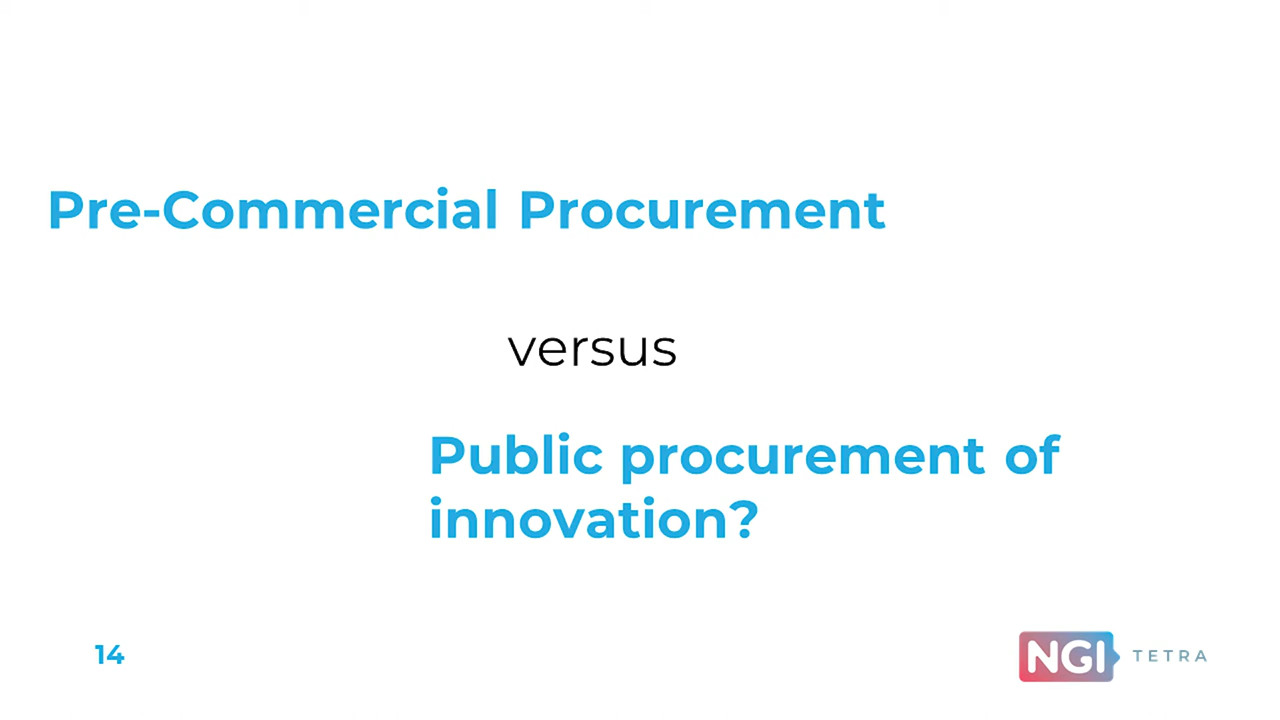 Pre-Commercial Procurement
versus
Public procurement of
innovation?
14
NGI TETRA